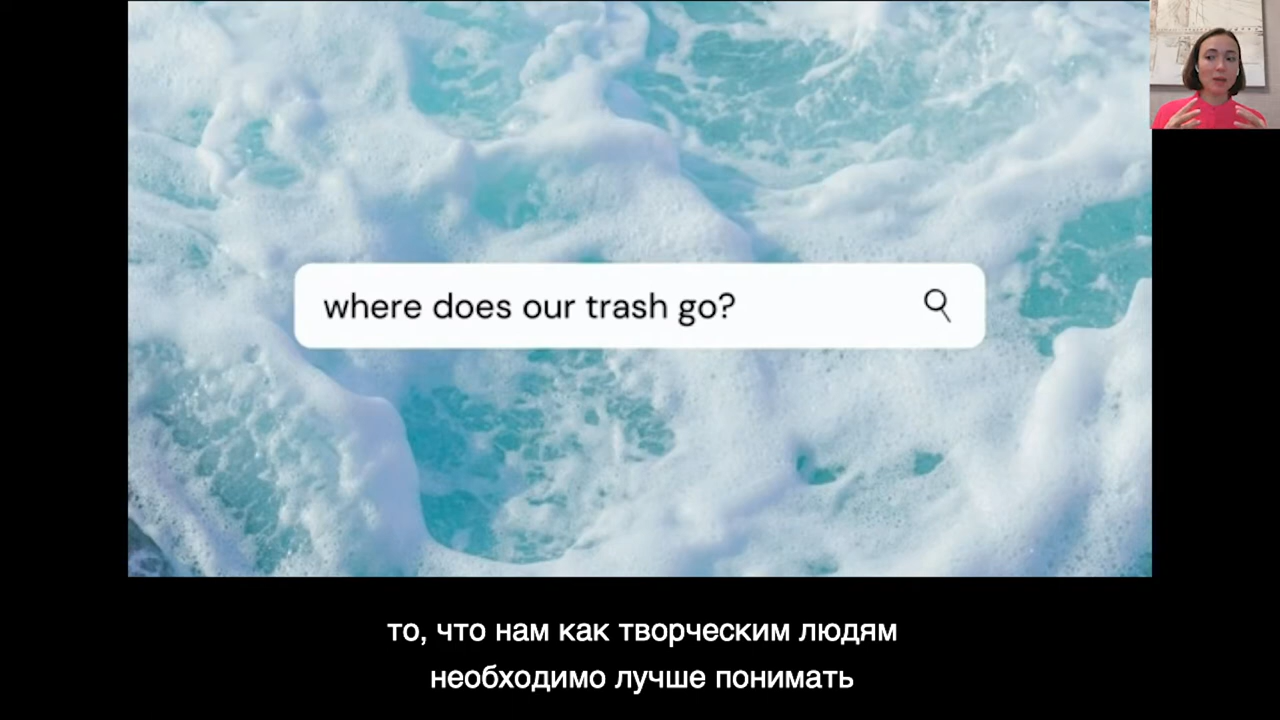 where does our trash go?
то, что нам как творческим людям
необходимо лучше понимать